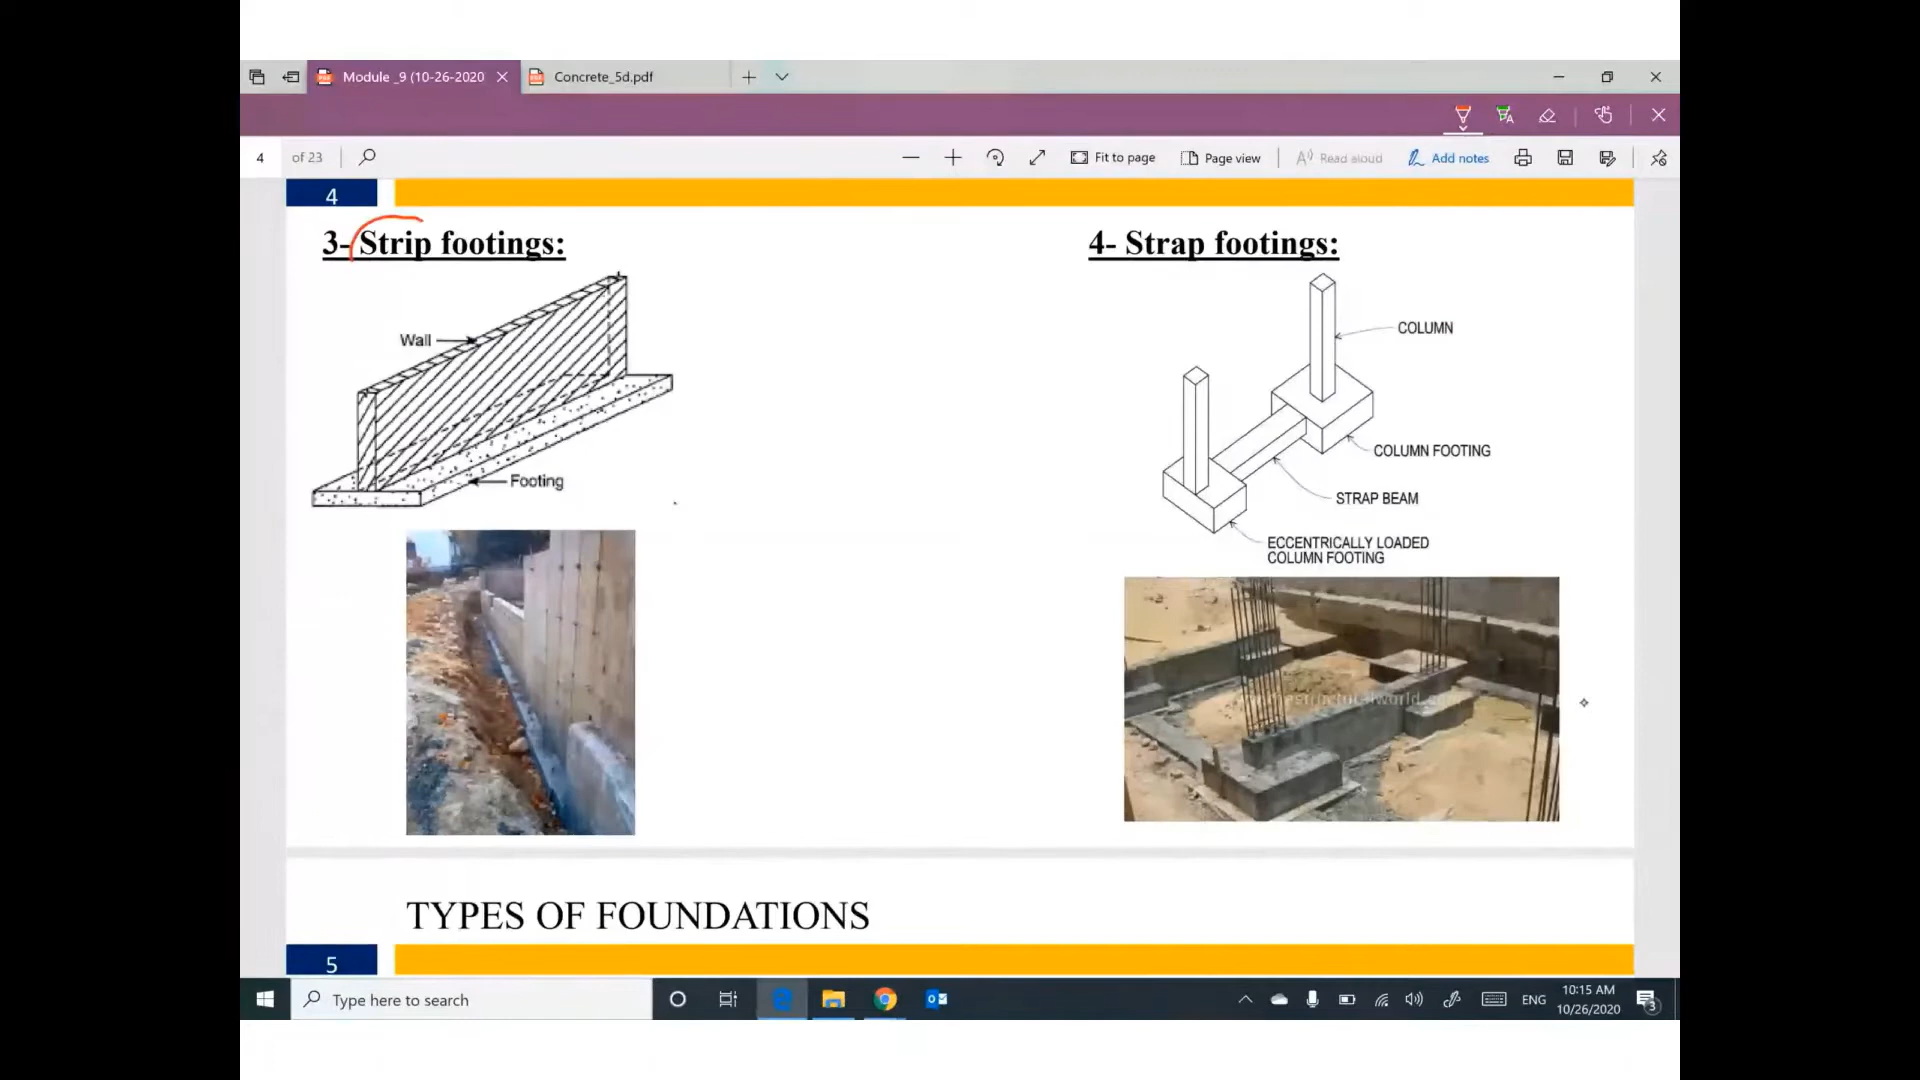 Module _9 (10-26-2020
Concrete_5d.pdf
4 of 23
Fit to page
Page view
Read aloud
Add notes
4
3- Strip footings:
4- Strap footings:
Wall
Footing
COLUMN
COLUMN FOOTING
STRAP BEAM
ECCENTRICALLY LOADED
COLUMN FOOTING
TYPES OF FOUNDATIONS
5
Type here to search
ENG
10:15 AM
10/26/2020
3